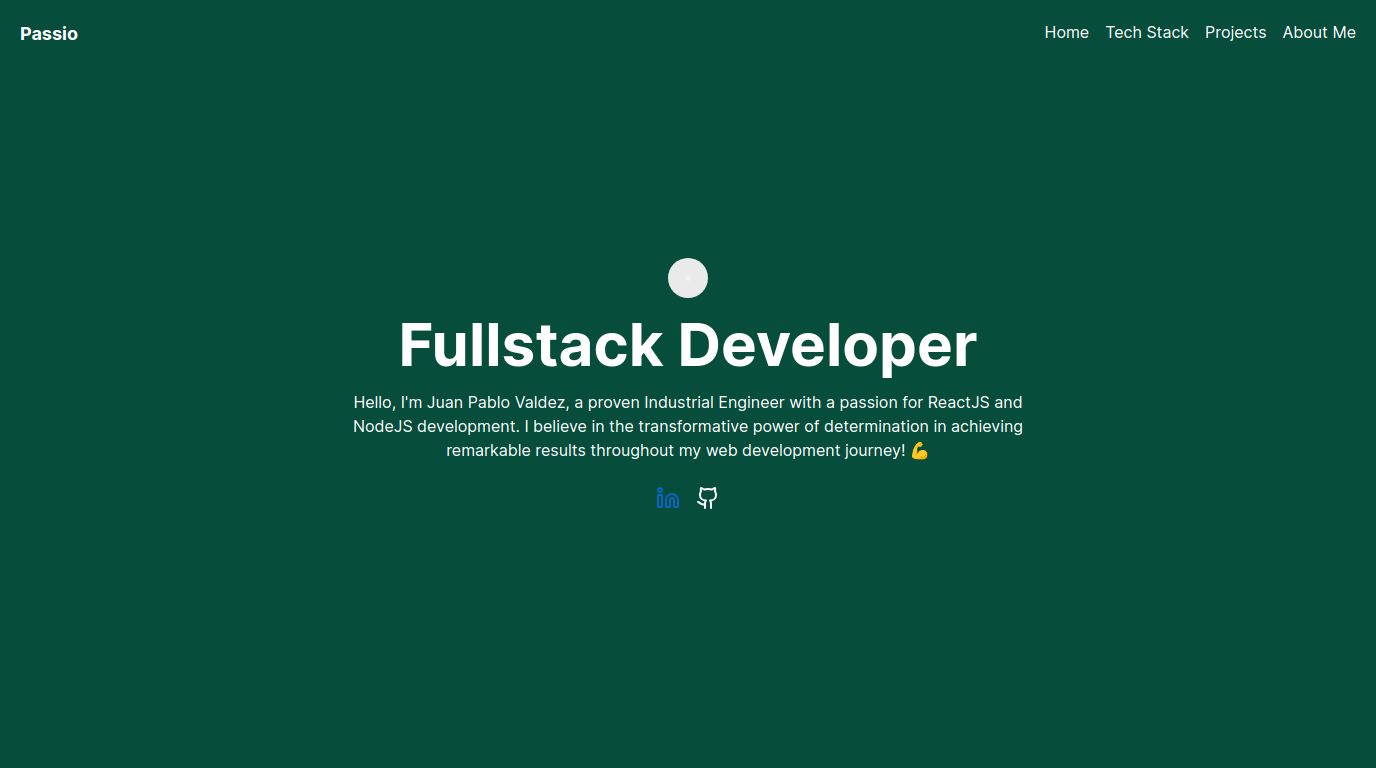 Passio
Home Tech Stack Projects About Me
Fullstack Developer
Hello, I'm Juan Pablo Valdez, a proven Industrial Engineer with a passion for ReactJS and
NodeJS development. I believe in the transformative power of determination in achieving
remarkable results throughout my web development journey! 💪